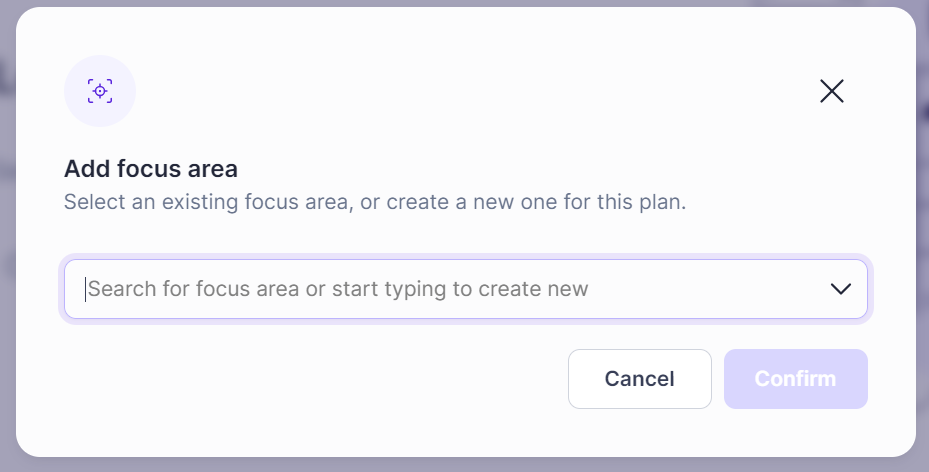 Add focus area
Select an existing focus area, or create a new one for this plan.
Search for focus area or start typing to create new
Cancel
Confirm